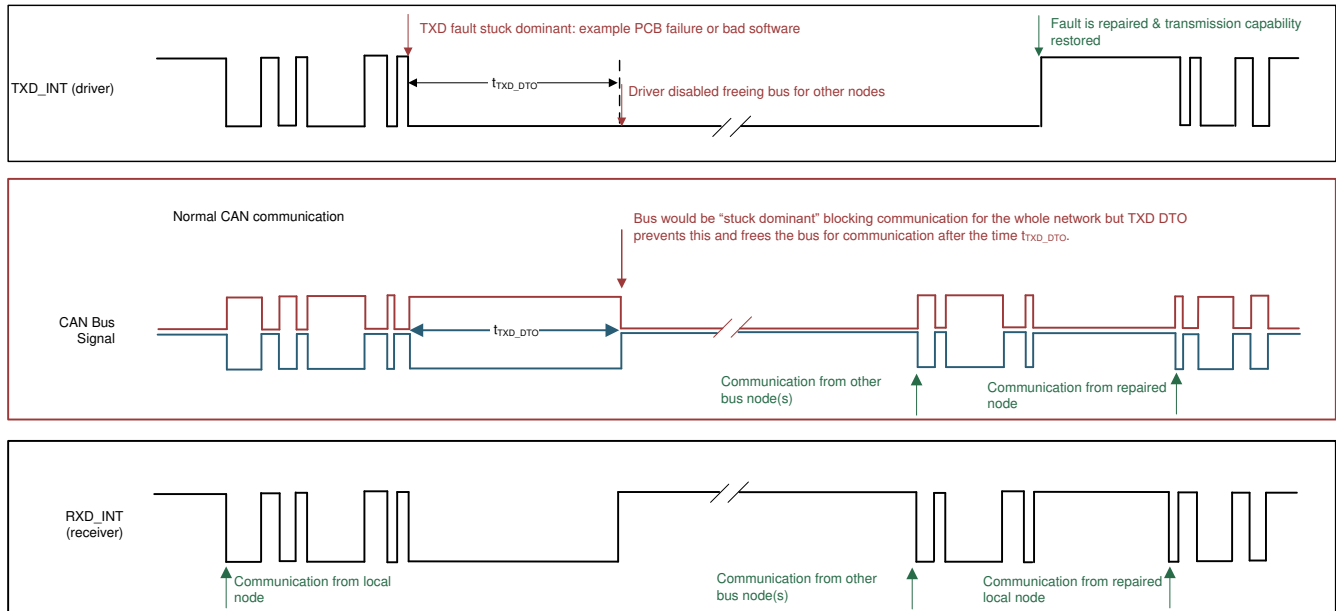 TXD fault stuck dominant: example PCB failure or bad software
Fault is repaired & transmission capability
restored
TXD_INT (driver)
tTXD_DTO
Driver disabled freeing bus for other nodes
Normal CAN communication
Bus would be “stuck dominant” blocking communication for the whole network but TXD DTO
prevents this and frees the bus for communication after the time tTXD_DTO.
CAN Bus
Signal
tTXD_DTO
Communication from other
bus node(s)
Communication from repaired
node
RXD_INT
(receiver)
Communication from local
node
Communication from other
bus node(s)
Communication from repaired
local node